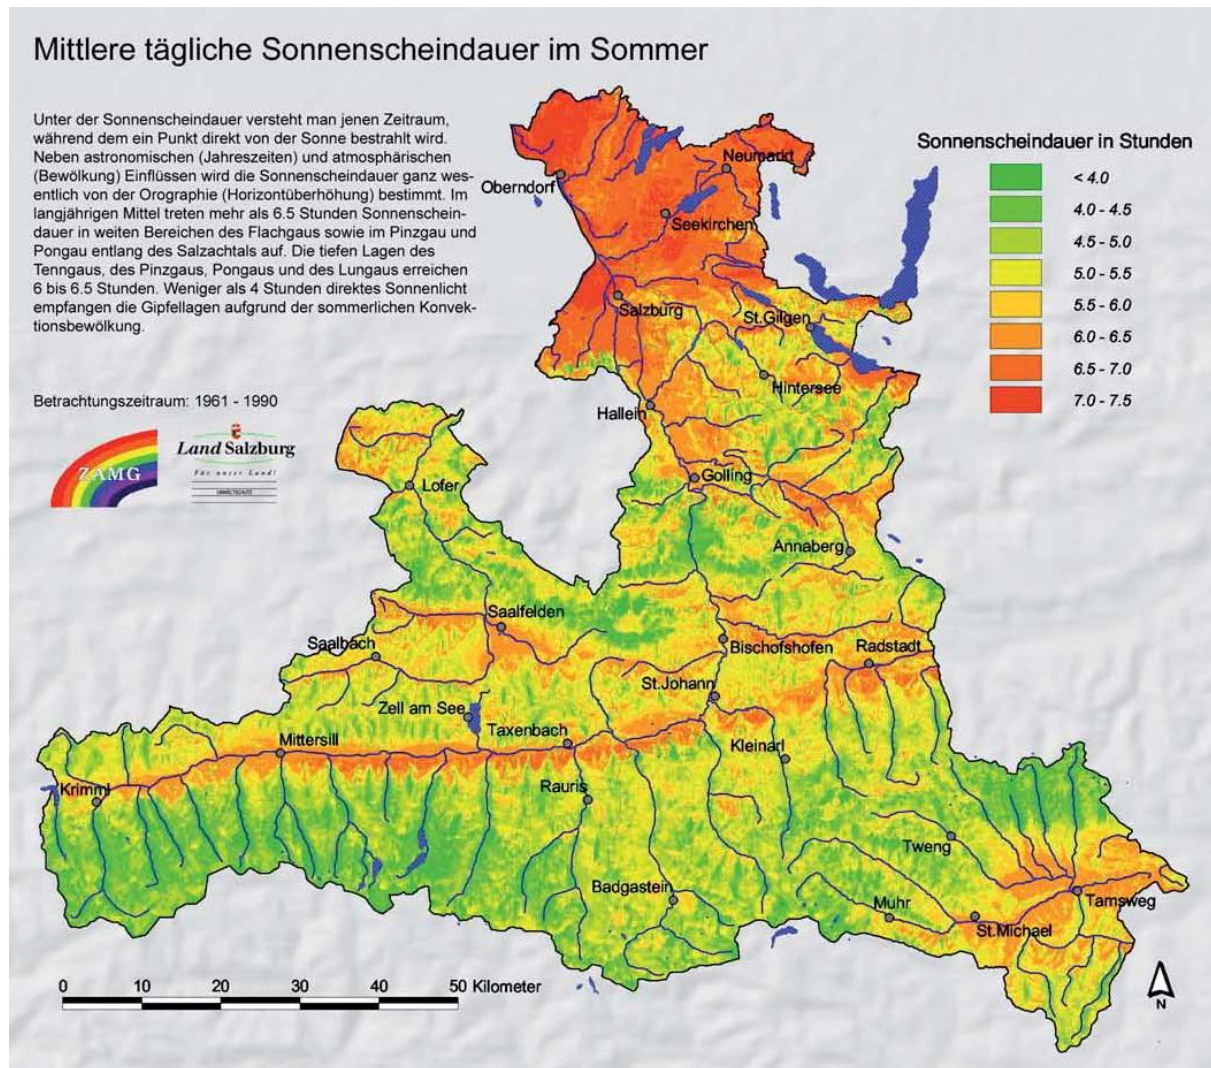 Mittlere tägliche Sonnenscheindauer im Sommer
Unter der Sonnenscheindauer versteht man jenen Zeitraum,
während dem ein Punkt direkt von der Sonne bestrahlt wird.
Neben astronomischen (Jahreszeiten) und atmosphärischen
(Bewölkung) Einflüssen wird die Sonnenscheindauer ganz wes-
entlich von der Orographie (Horizontüberhöhung) bestimmt. Im
langjährigen Mittel treten mehr als 6.5 Stunden Sonnenschein-
dauer in weiten Bereichen des Flachgaus sowie im Pinzgau und
Pongau entlang des Salzachtals auf. Die tiefen Lagen des
Tenngaus, des Pinzgaus, Pongaus und des Lungaus erreichen
6 bis 6.5 Stunden. Weniger als 4 Stunden direktes Sonnenlicht
empfangen die Gipfellagen aufgrund der sommerlichen Konvek-
tionsbewölkung.
Betrachtungszeitraum: 1961 - 1990
ZAMG
Land Salzburg
Für unser Land!
UMWELTSCHUTZ
Sonnenscheindauer in Stunden
< 4.0
4.0 - 4.5
4.5 - 5.0
5.0 - 5.5
5.5 - 6.0
6.0 - 6.5
6.5 - 7.0
7.0 - 7.5
Neumarkt
Oberndorf
Seekirchen
Salzburg
St.Gilgen
Hintersee
Hallein
Golling
Lofer
Annaberg
Saalfelden
Saalbach
Bischofshofen
Radstadt
St.Johann
Zell am See
Taxenbach
Mittersill
Kleinarl
Krimml
Rauris
Tweng
Badgastein
Muhr
Tamsweg
St.Michael
0 10 20 30 40 50 Kilometer
N